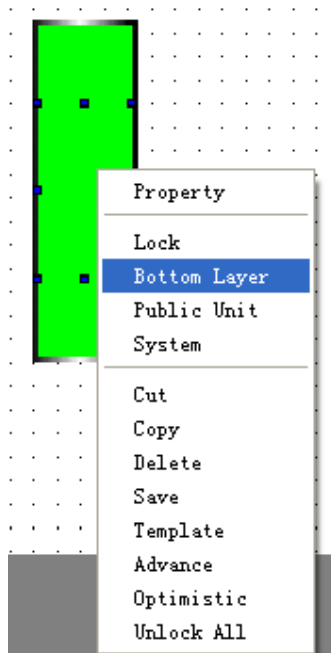 Property
Lock
Bottom Layer
Public Unit
System
Cut
Copy
Delete
Save
Template
Advance
Optimistic
Unlock All